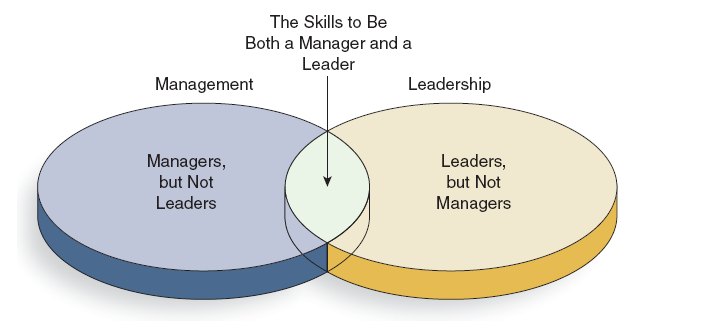 The Skills to Be
Both a Manager and a
Leader
Management
Leadership
Managers,
but Not
Leaders
Leaders,
but Not
Managers